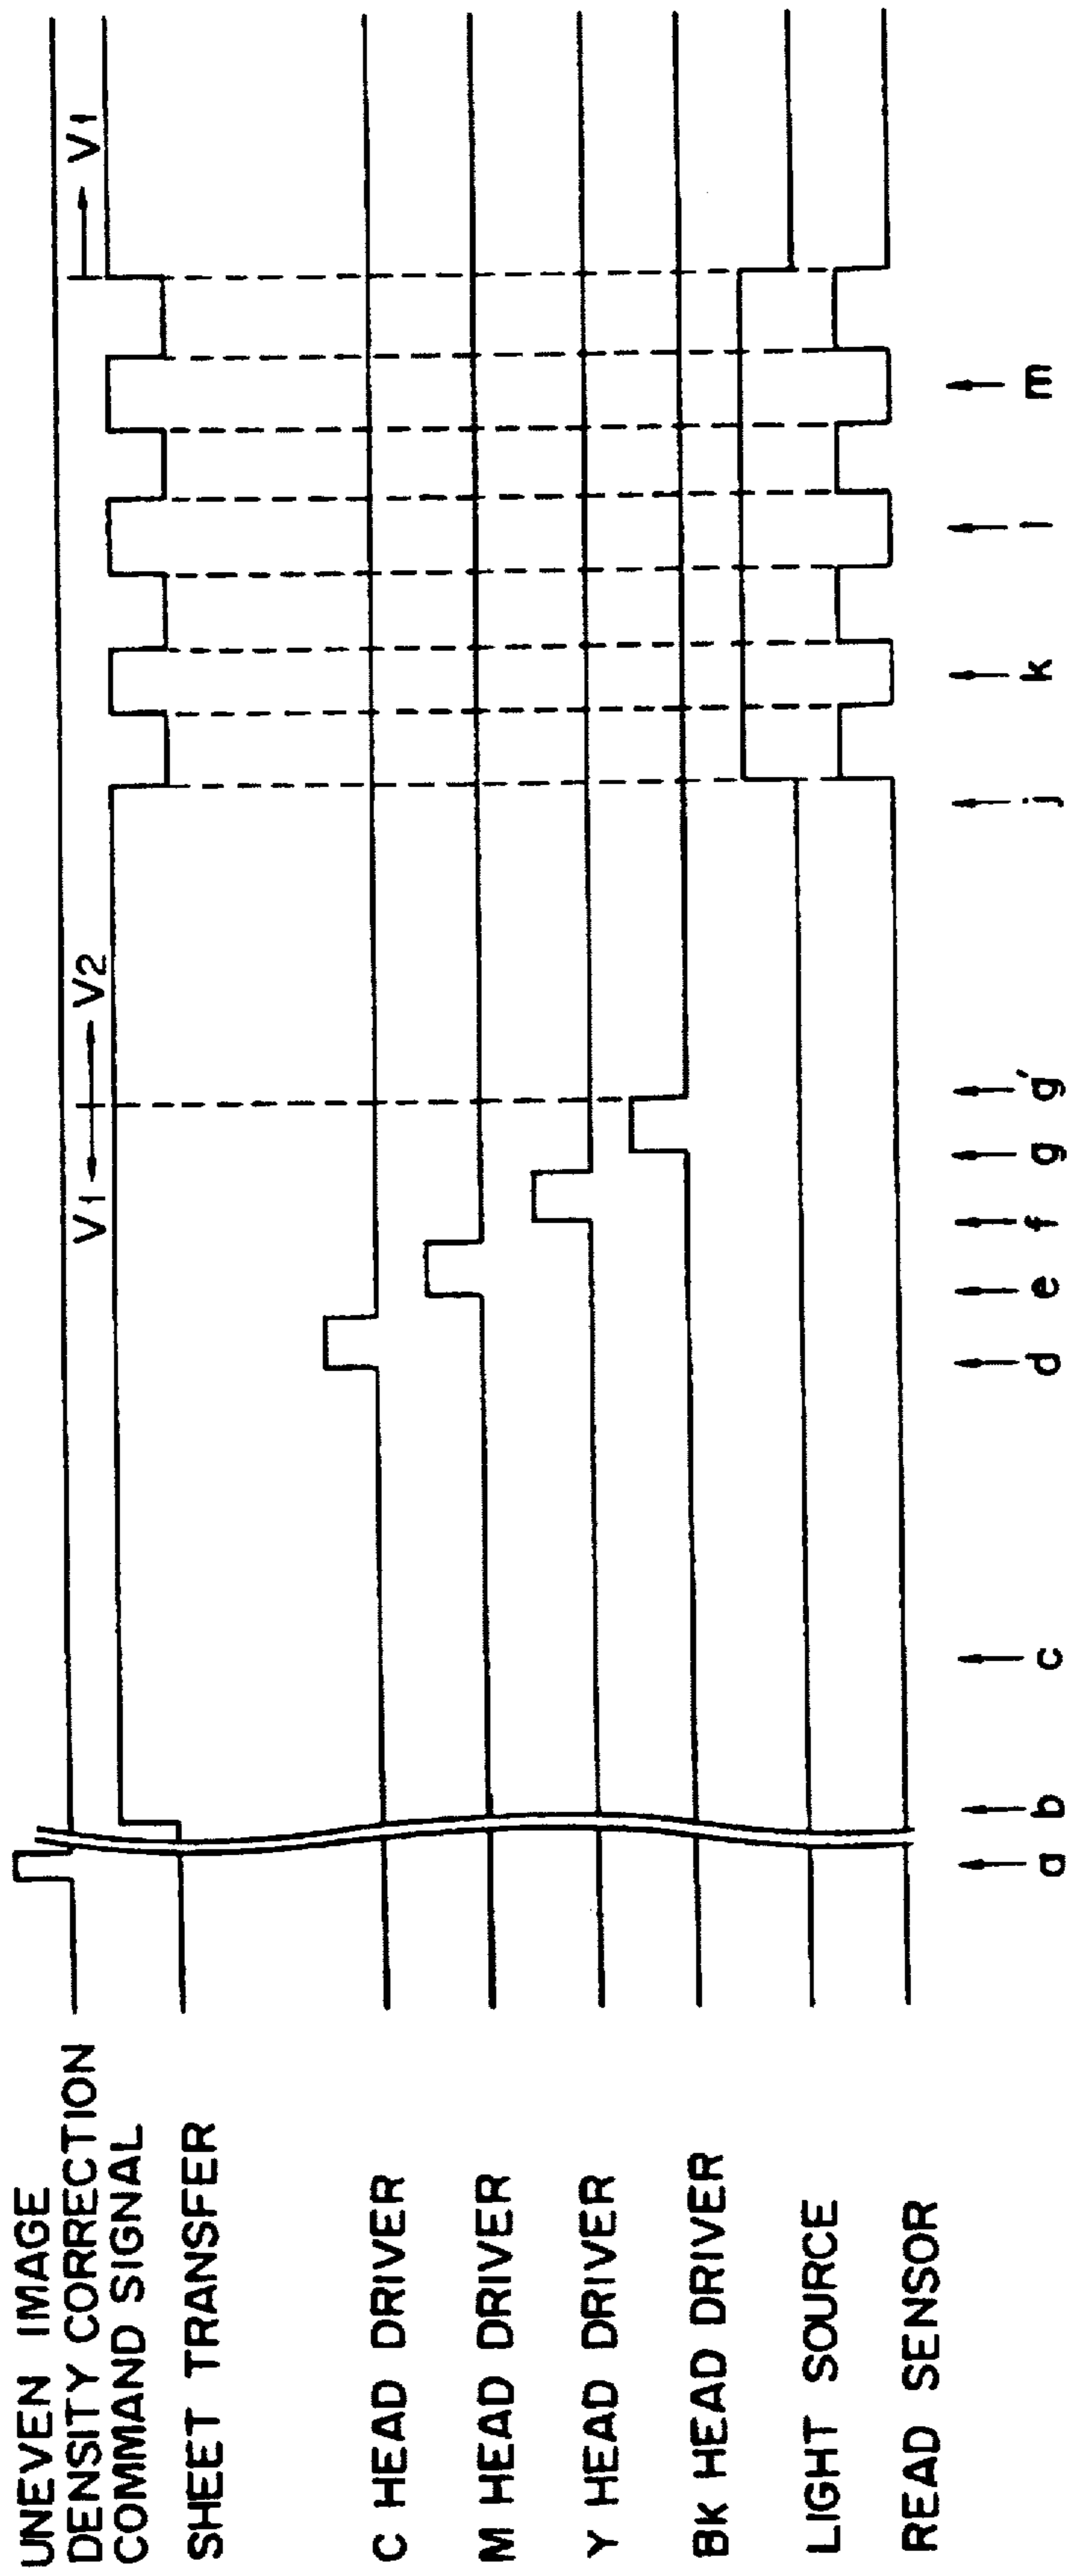 UNEVEN IMAGE
DENSITY CORRECTION
COMMAND SIGNAL
SHEET TRANSFER
C HEAD DRIVER
M HEAD DRIVER
Y HEAD DRIVER
BK HEAD DRIVER
LIGHT SOURCE
READ SENSOR
V1 V2 V1
a b c d e f g g' j k l m